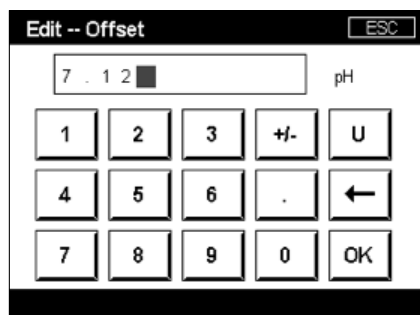 Edit -- Offset ESC
7 . 1 2 pH
1 2 3 +/- U
4 5 6 . ←
7 8 9 0 OK